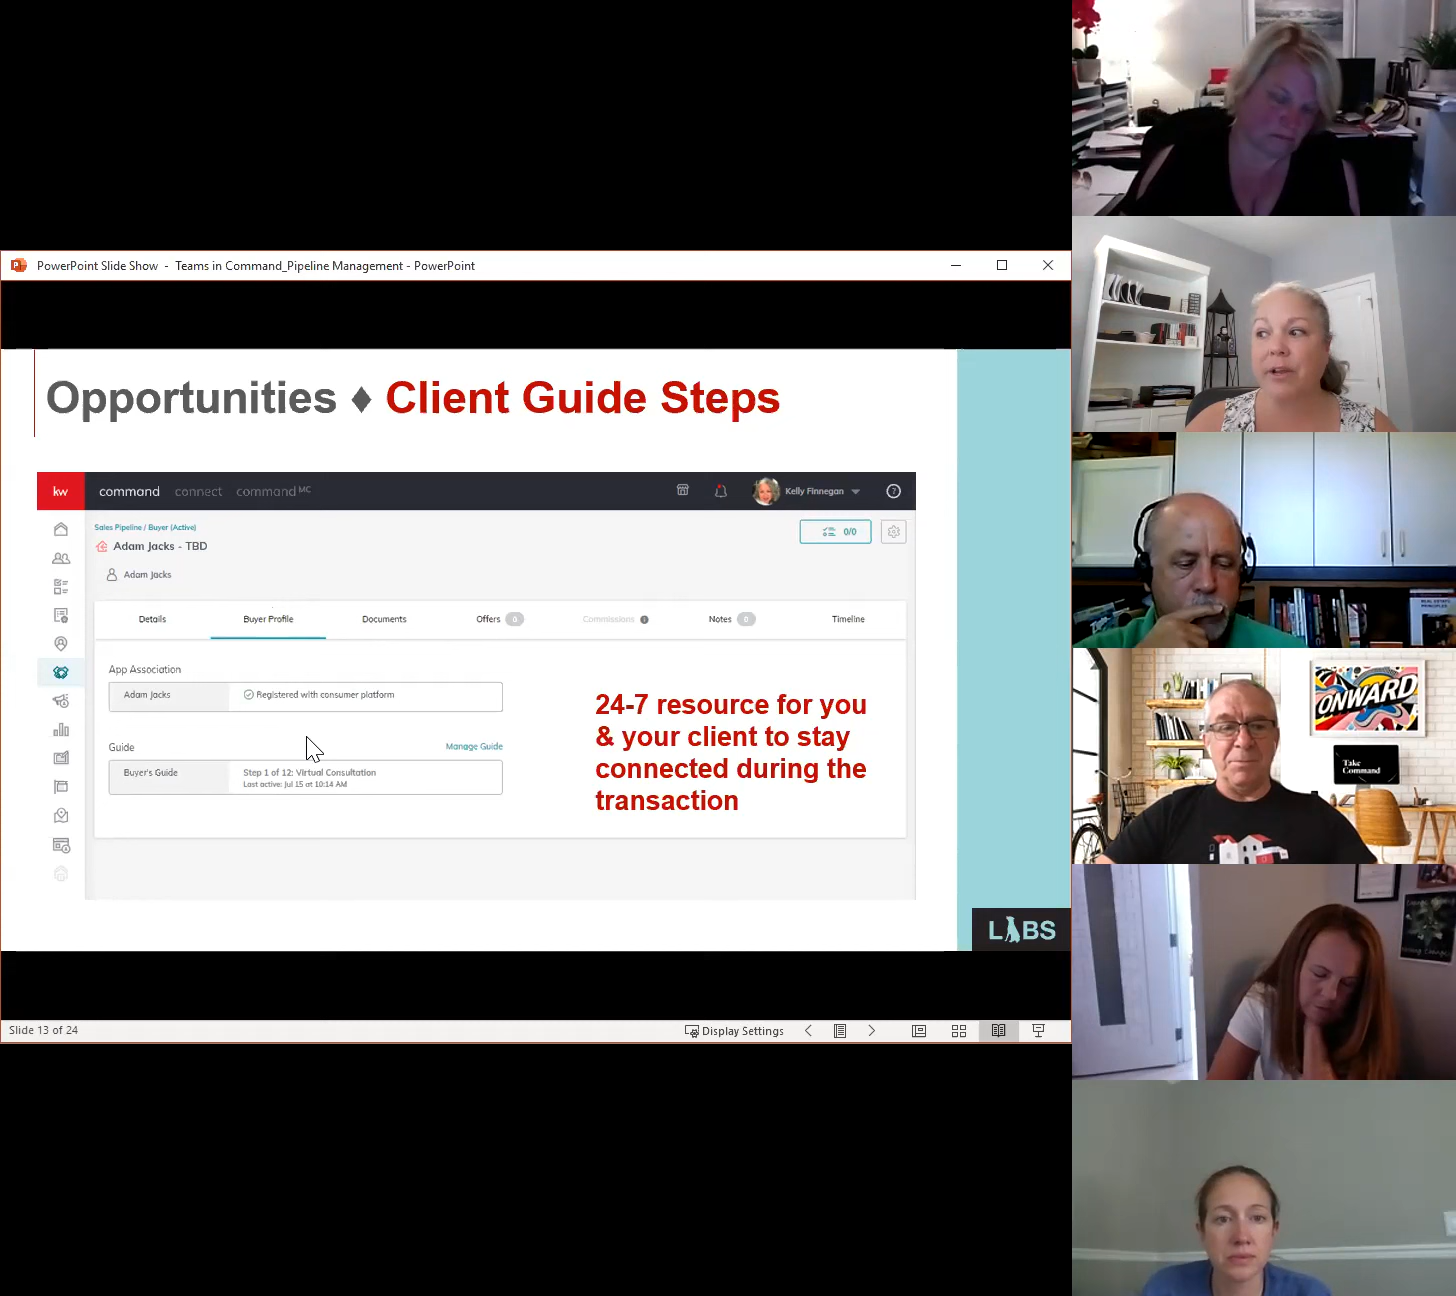 PowerPoint Slide Show - Teams in Command_Pipeline Management - PowerPoint
Opportunities ♦ Client Guide Steps
kw command connect command MC Kelly Finnegan ?
Sales Pipeline / Buyer (Active)
0/0
Adam Jacks - TBD
Adam Jacks
Details Buyer Profile Documents Offers 0 Commissions Notes 0 Timeline
App Association
Adam Jacks Registered with consumer platform
Guide Manage Guide
Buyer's Guide Step 1 of 12: Virtual Consultation
Last active: Jul 15 at 10:14 AM
24-7 resource for you
& your client to stay
connected during the
transaction
LABS
Slide 13 of 24
Display Settings
ONWARD
Take
Command